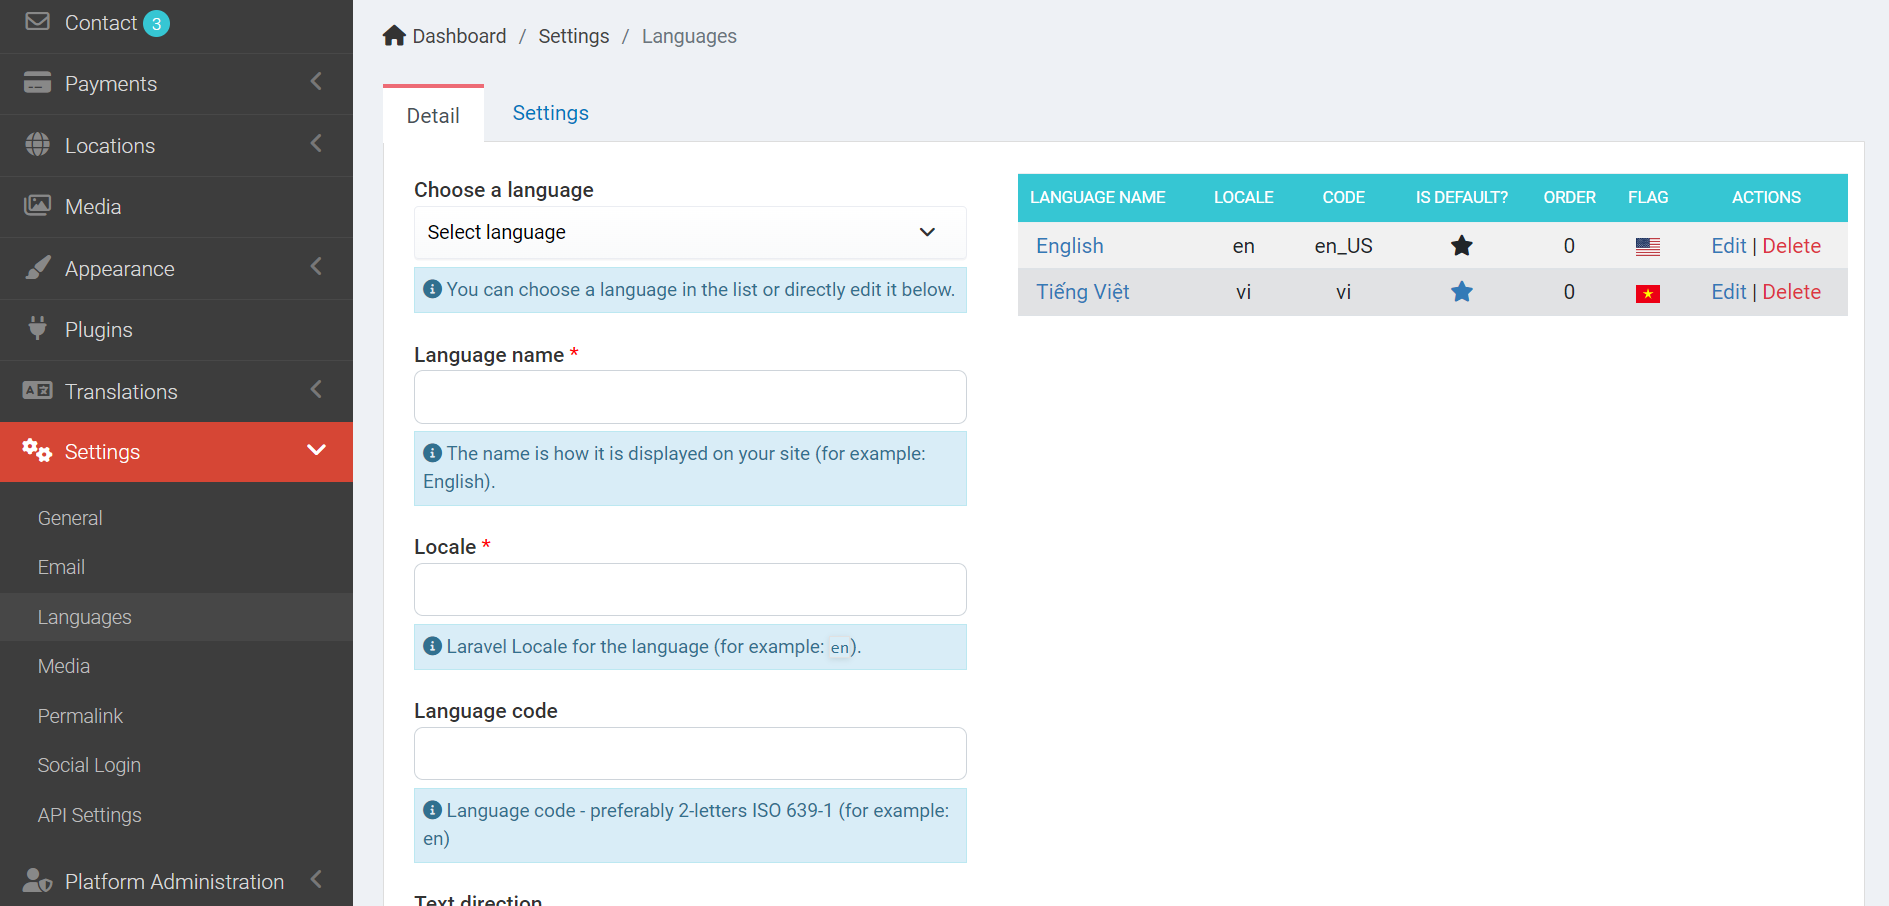 Contact 3
Payments
Locations
Media
Appearance
Plugins
Translations
Settings
General
Email
Languages
Media
Permalink
Social Login
API Settings
Platform Administration
Dashboard / Settings / Languages
Detail
Settings
Choose a language
Select language
You can choose a language in the list or directly edit it below.
Language name *
The name is how it is displayed on your site (for example:
English).
Locale *
Laravel Locale for the language (for example: en).
Language code
Language code - preferably 2-letters ISO 639-1 (for example:
en)
Text direction
LANGUAGE NAME LOCALE CODE IS DEFAULT? ORDER FLAG ACTIONS
English en en_US 0 Edit | Delete
Tiếng Việt vi vi 0 Edit | Delete